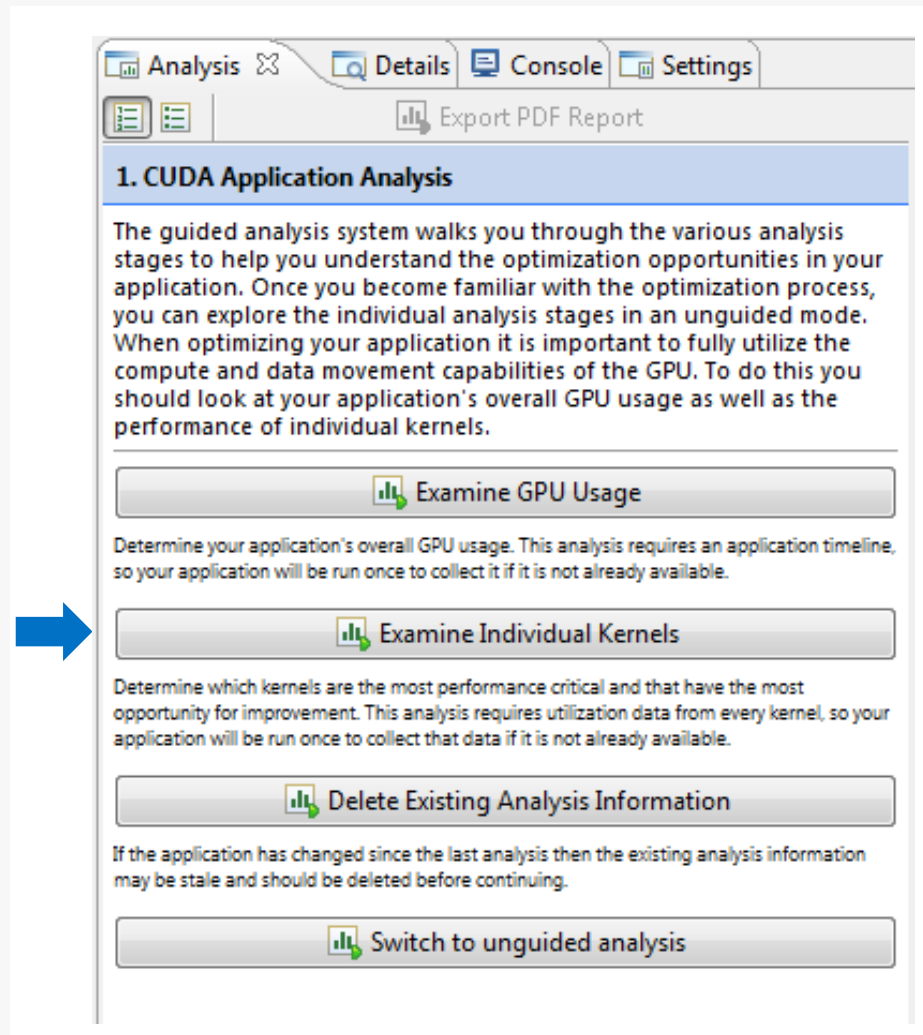 Analysis Details Console Settings
Export PDF Report
1. CUDA Application Analysis
The guided analysis system walks you through the various analysis
stages to help you understand the optimization opportunities in your
application. Once you become familiar with the optimization process,
you can explore the individual analysis stages in an unguided mode.
When optimizing your application it is important to fully utilize the
compute and data movement capabilities of the GPU. To do this you
should look at your application's overall GPU usage as well as the
performance of individual kernels.
Examine GPU Usage
Determine your application's overall GPU usage. This analysis requires an application timeline,
so your application will be run once to collect it if it is not already available.
Examine Individual Kernels
Determine which kernels are the most performance critical and that have the most
opportunity for improvement. This analysis requires utilization data from every kernel, so your
application will be run once to collect that data if it is not already available.
Delete Existing Analysis Information
If the application has changed since the last analysis then the existing analysis information
may be stale and should be deleted before continuing.
Switch to unguided analysis